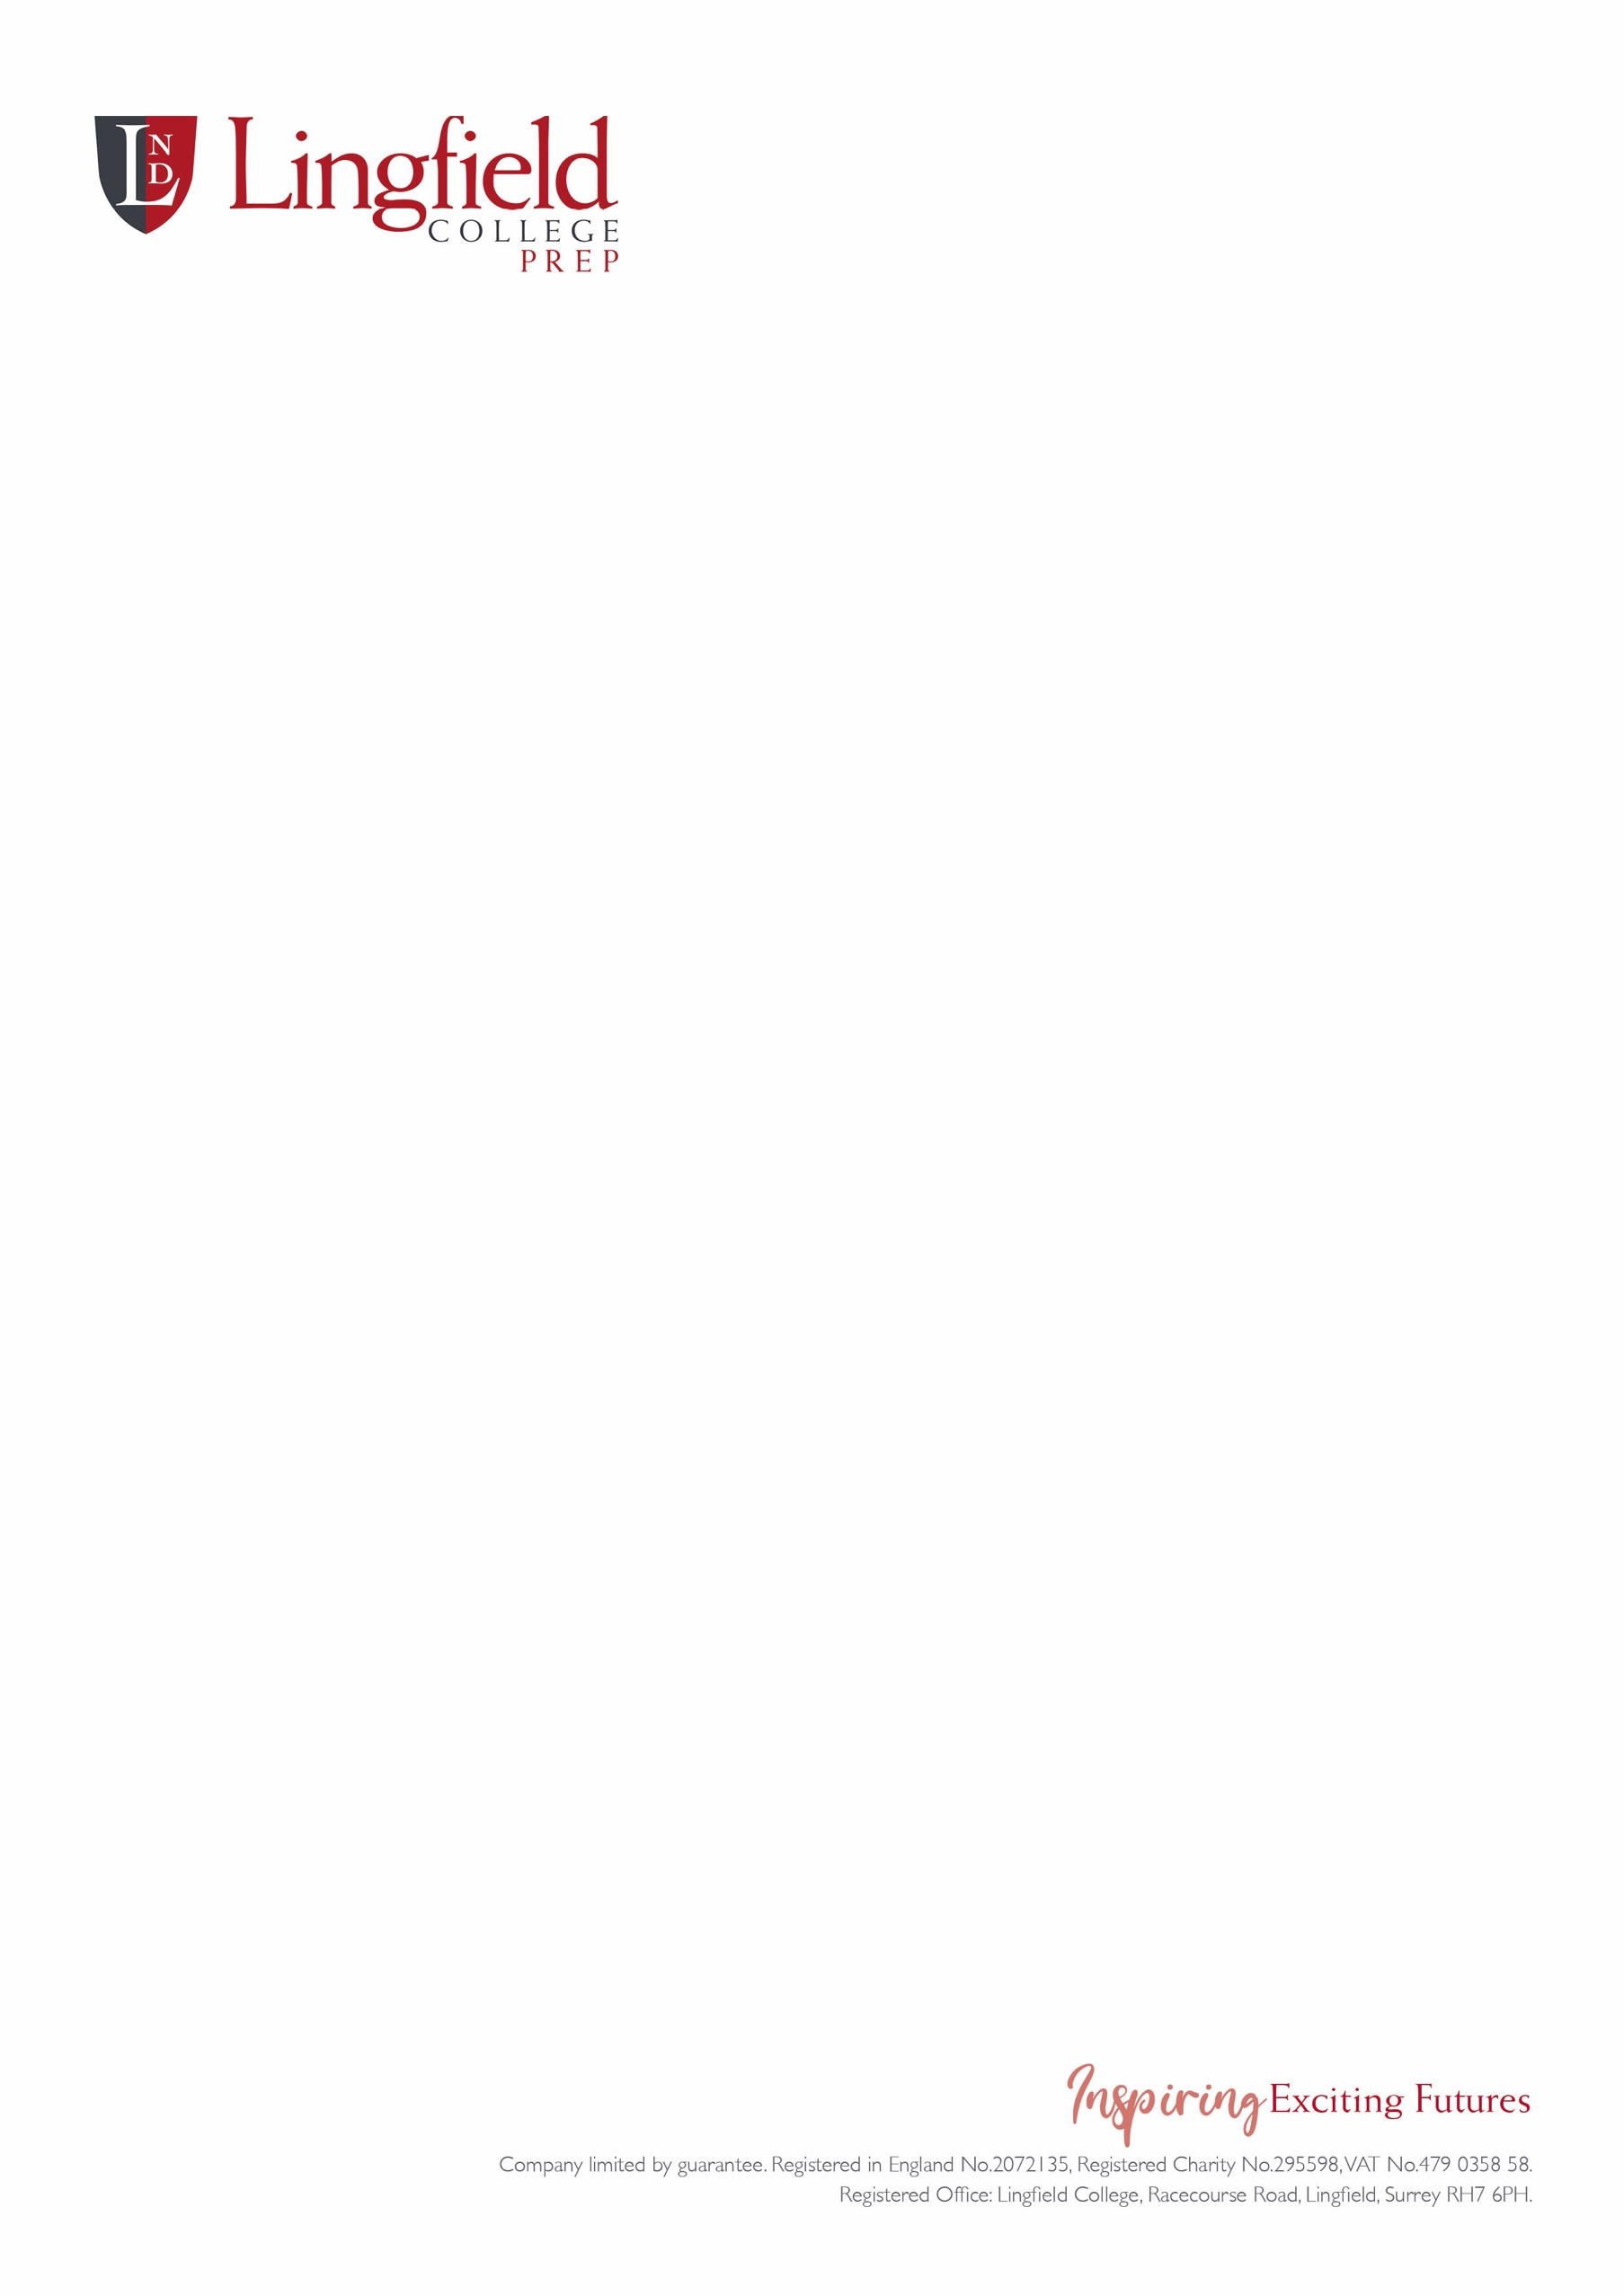 LND
Lingfield
COLLEGE
PREP
Inspiring Exciting Futures
Company limited by guarantee. Registered in England No.2072135, Registered Charity No.295598, VAT No.479 0358 58.
Registered Office: Lingfield College, Racecourse Road, Lingfield, Surrey RH7 6PH.